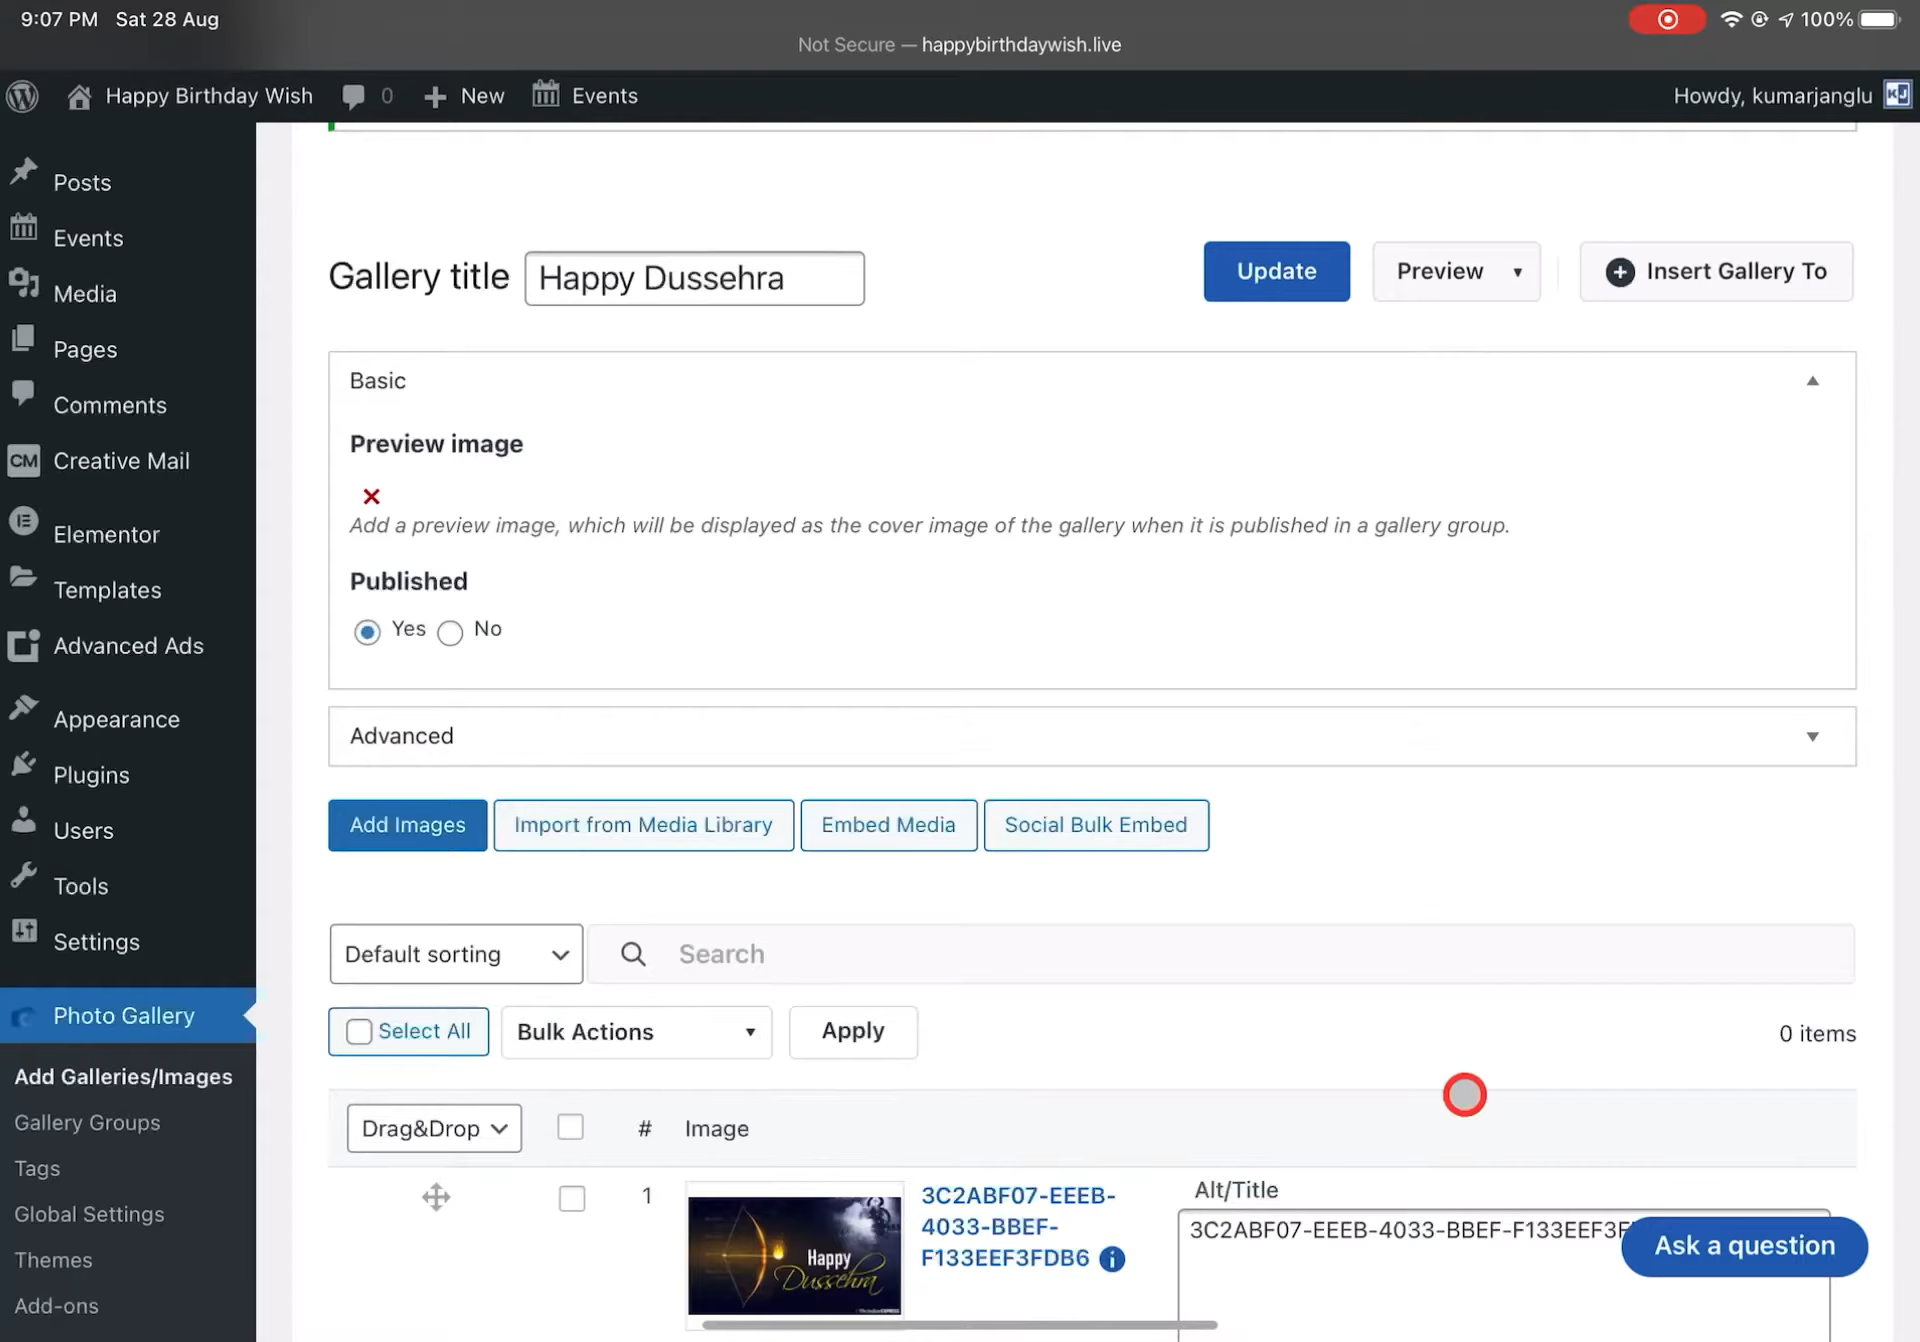 9:07 PM Sat 28 Aug
100%
Not Secure — happybirthdaywish.live
Happy Birthday Wish
0
New
Events
Howdy, kumarjanglu
KJ
Posts
Events
Media
Pages
Comments
CM Creative Mail
Elementor
Templates
Advanced Ads
Appearance
Plugins
Users
Tools
Settings
Photo Gallery
Add Galleries/Images
Gallery Groups
Tags
Global Settings
Themes
Add-ons
Gallery title
Happy Dussehra
Update
Preview
Insert Gallery To
Basic
Preview image
Add a preview image, which will be displayed as the cover image of the gallery when it is published in a gallery group.
Published
Yes
No
Advanced
Add Images
Import from Media Library
Embed Media
Social Bulk Embed
Default sorting
Search
Select All
Bulk Actions
Apply
0 items
Drag&Drop
#
Image
1
Happy
Dussehra
3C2ABF07-EEEB-
4033-BBEF-
F133EEF3FDB6
Alt/Title
3C2ABF07-EEEB-4033-BBEF-F133EEF3F
Ask a question